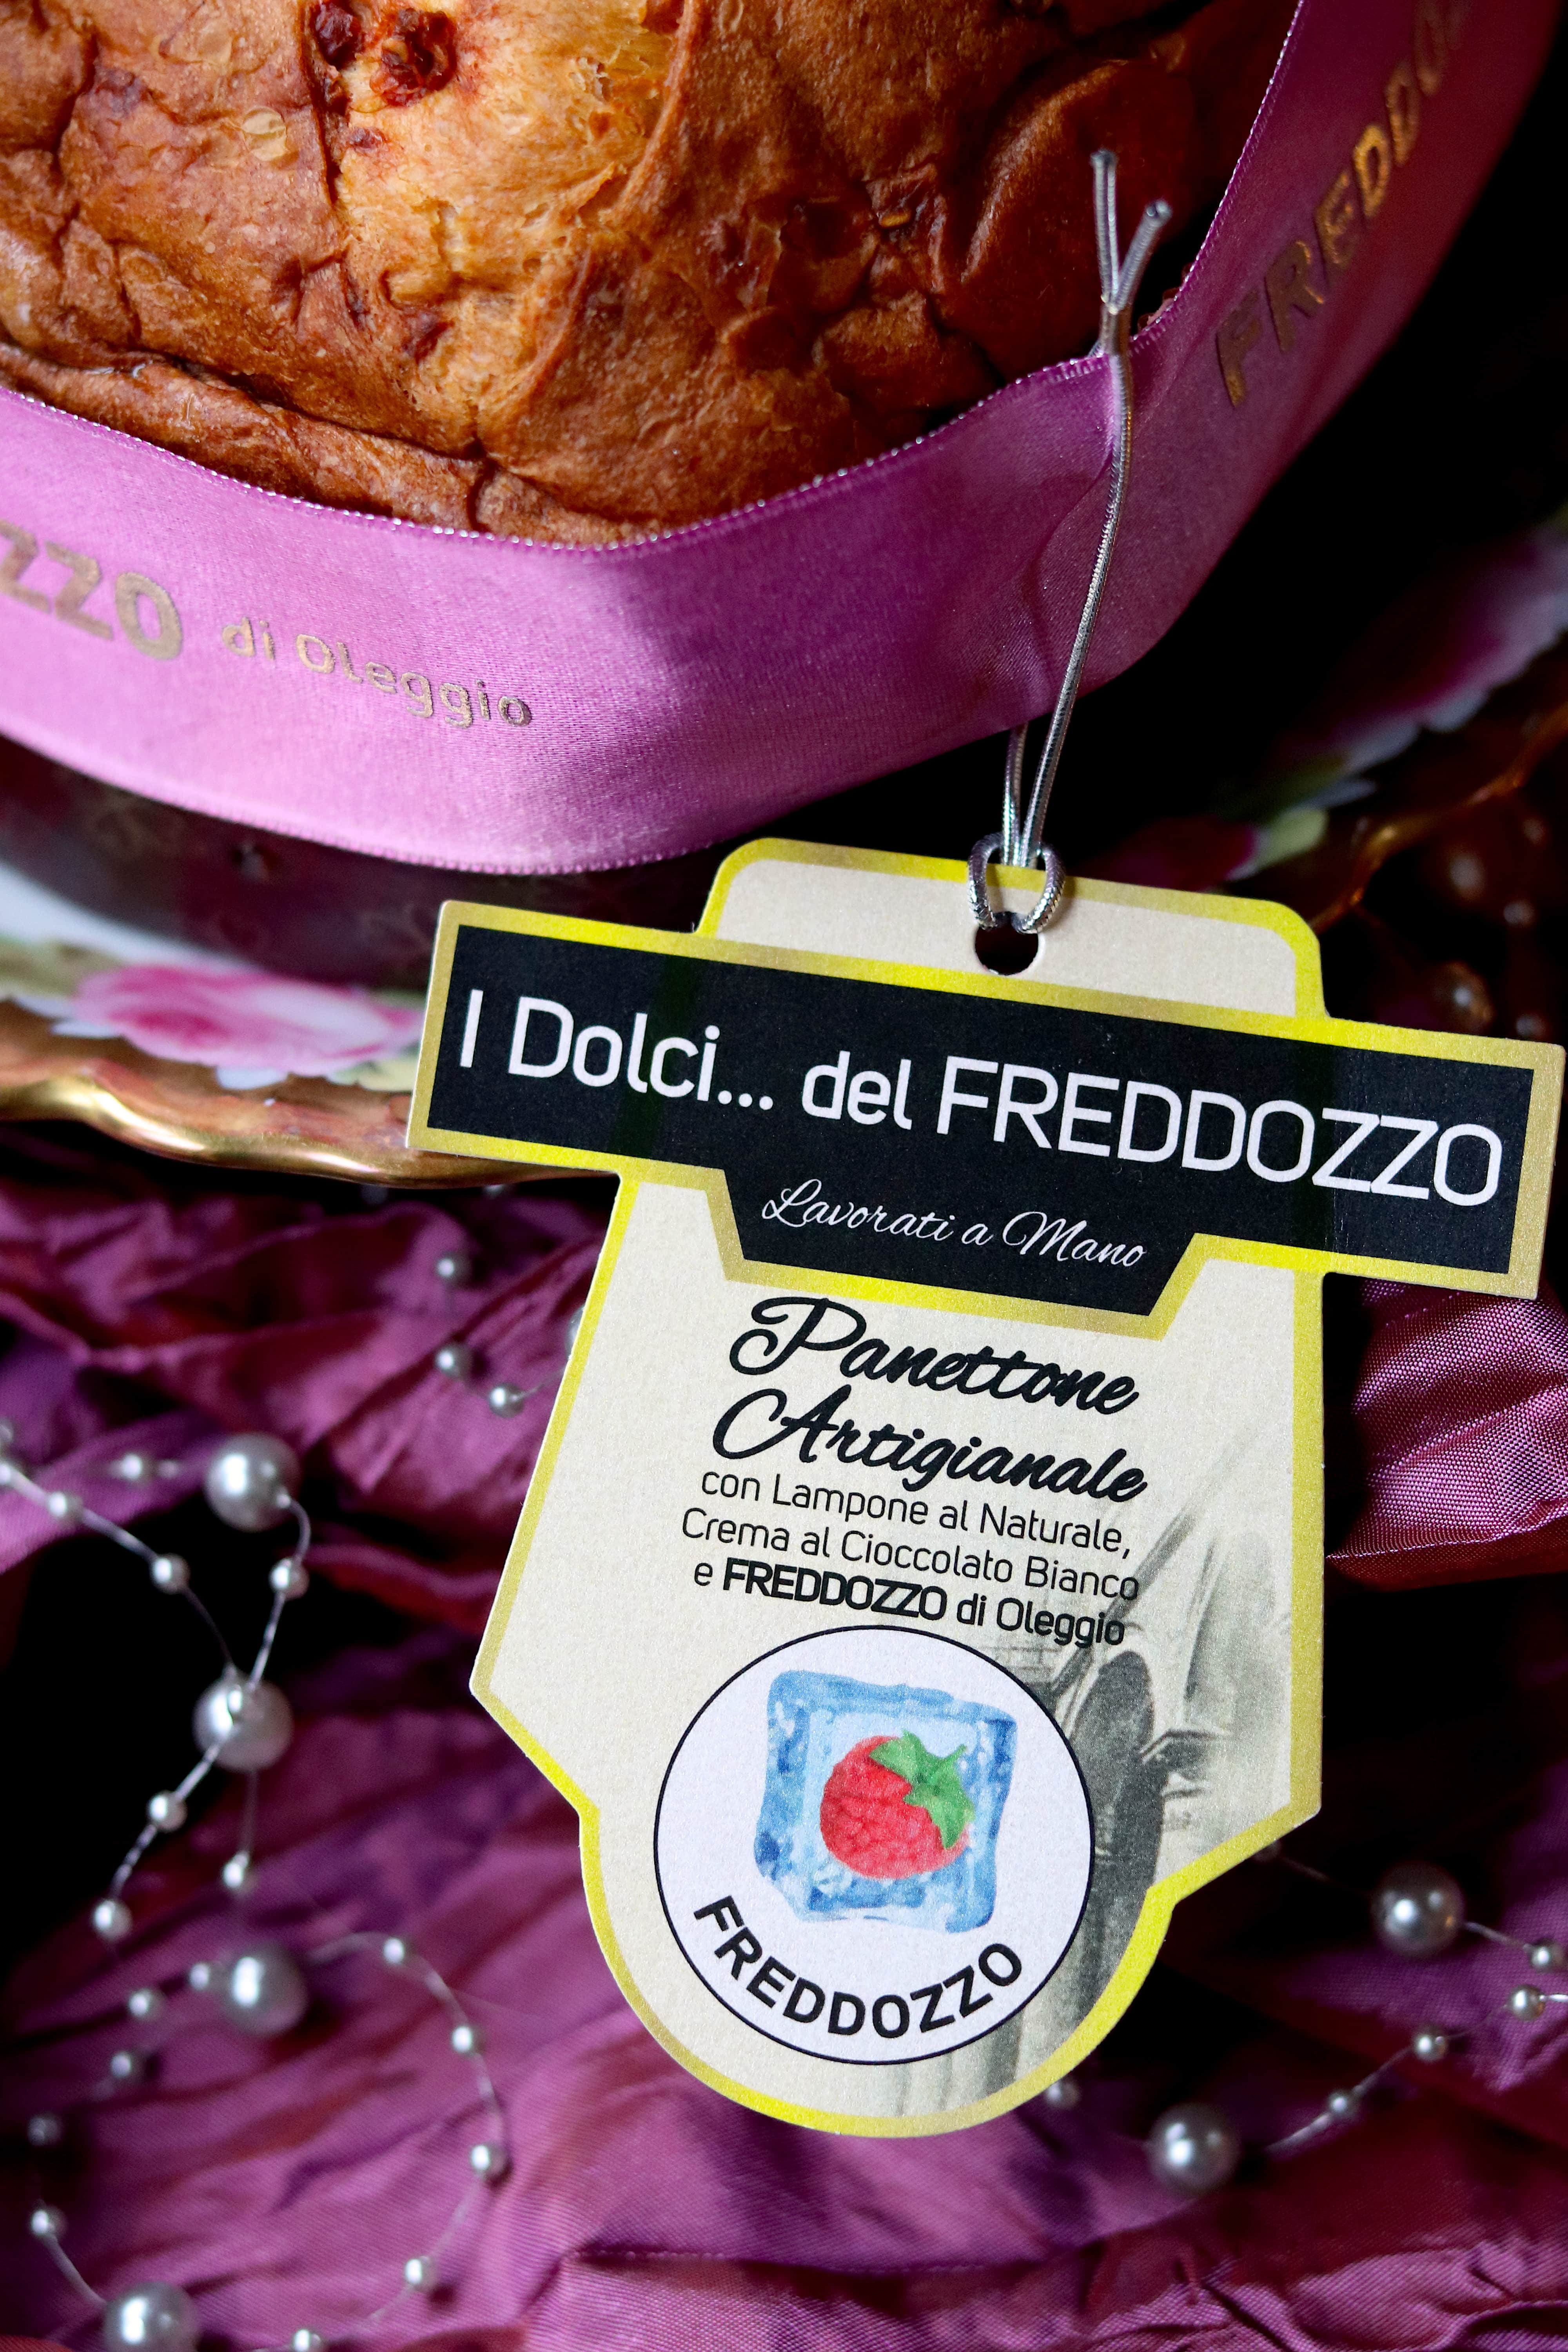 FREDDO
ZZO di Oleggio
I Dolci... del FREDDOZZO
Lavorati a Mano
Panettone
Artigianale
con Lampone al Naturale,
Crema al Cioccolato Bianco
e FREDDOZZO di Oleggio
FREDDOZZO